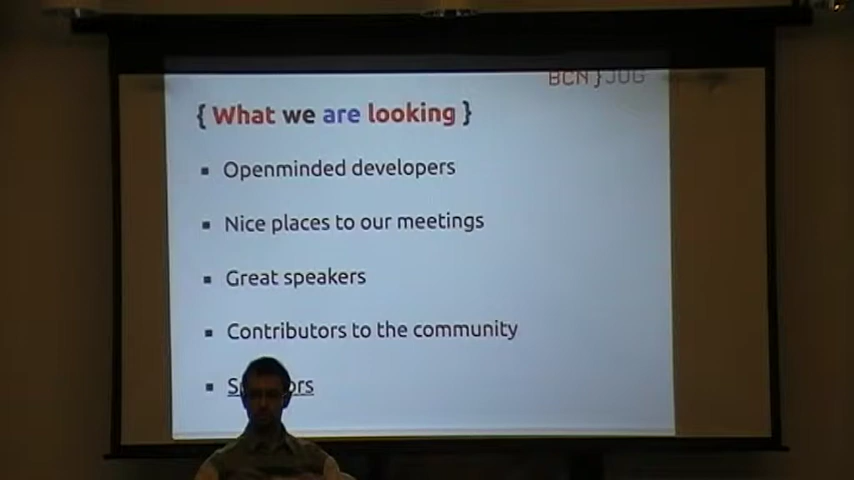 BCN}JUG
{ What we are looking }
Openminded developers
Nice places to our meetings
Great speakers
Contributors to the community